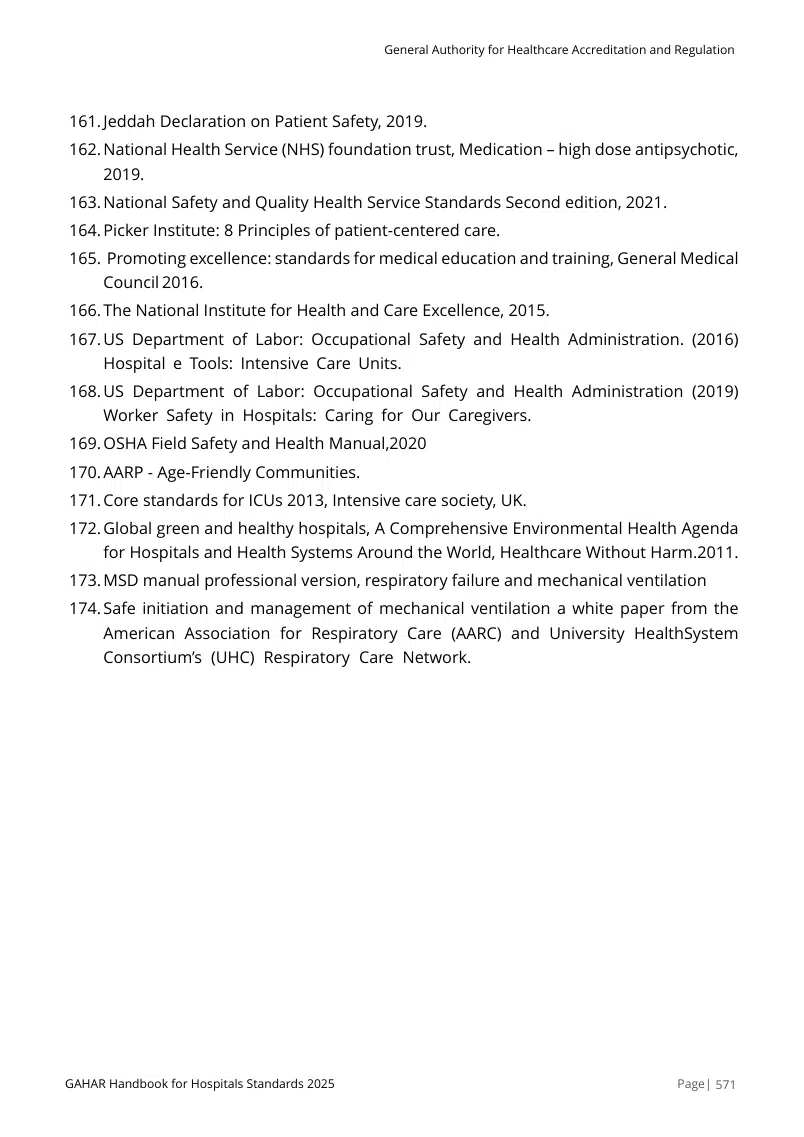 General Authority for Healthcare Accreditation and Regulation
161. Jeddah Declaration on Patient Safety, 2019.
162. National Health Service (NHS) foundation trust, Medication – high dose antipsychotic,
2019.
163. National Safety and Quality Health Service Standards Second edition, 2021.
164. Picker Institute: 8 Principles of patient-centered care.
165. Promoting excellence: standards for medical education and training, General Medical
Council 2016.
166. The National Institute for Health and Care Excellence, 2015.
167. US Department of Labor: Occupational Safety and Health Administration. (2016)
Hospital e Tools: Intensive Care Units.
168. US Department of Labor: Occupational Safety and Health Administration (2019)
Worker Safety in Hospitals: Caring for Our Caregivers.
169. OSHA Field Safety and Health Manual,2020
170. AARP - Age-Friendly Communities.
171. Core standards for ICUs 2013, Intensive care society, UK.
172. Global green and healthy hospitals, A Comprehensive Environmental Health Agenda
for Hospitals and Health Systems Around the World, Healthcare Without Harm.2011.
173. MSD manual professional version, respiratory failure and mechanical ventilation
174. Safe initiation and management of mechanical ventilation a white paper from the
American Association for Respiratory Care (AARC) and University HealthSystem
Consortium’s (UHC) Respiratory Care Network.
GAHAR Handbook for Hospitals Standards 2025
Page| 571